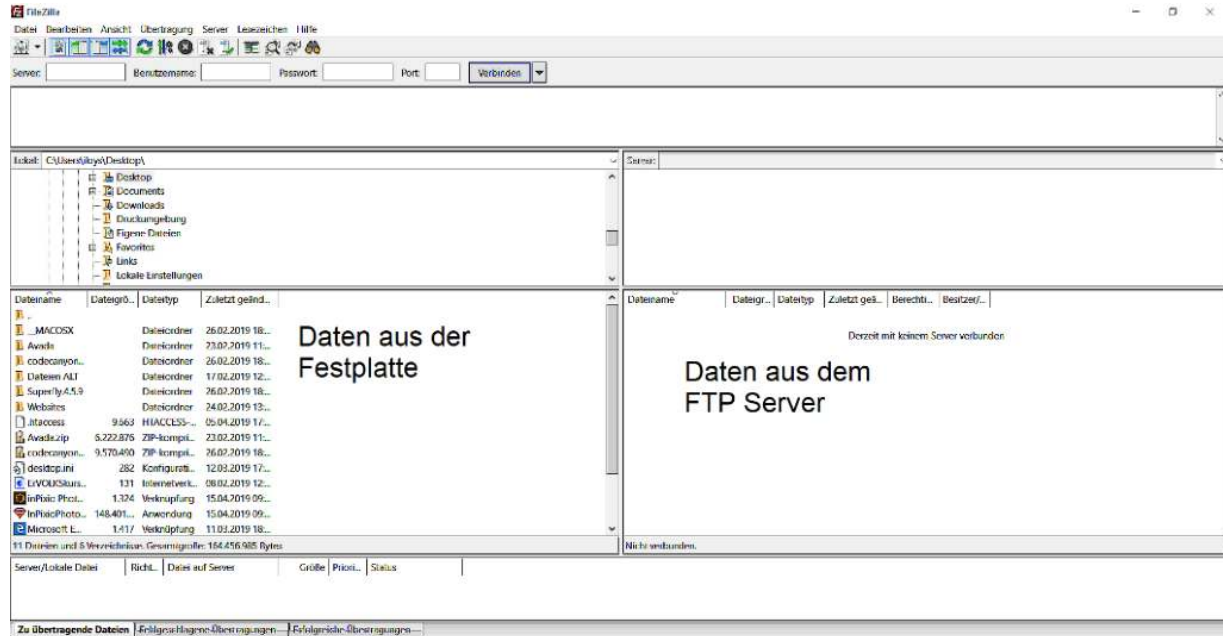 FileZilla
Datei Bearbeiten Ansicht Übertragung Server Lesezeichen Hilfe
Server: Benutzername: Passwort: Port: Verbinden
Lokal: C:\Users\iloys\Desktop\
Server:
Desktop
Documents
Downloads
Druckumgebung
Eigene Dateien
Favorites
Links
Lokale Einstellungen
Dateiname Dateigrö... Dateityp Zuletzt geänd...
Dateiname Dateigr... Dateityp Zuletzt geä... Berechti... Besitzer/...
..
__MACOSX Dateiordner 26.02.2019 18:...
Avada Dateiordner 23.02.2019 11:...
codecanyon... Dateiordner 26.02.2019 18:...
Dateien ALT Dateiordner 17.02.2019 12:...
Superfly.4.5.9 Dateiordner 26.02.2019 18:...
Websites Dateiordner 24.02.2019 13:...
.htaccess 9.663 HTACCESS-... 05.04.2019 17:...
Avada.zip 6.222.876 ZIP-kompri... 23.02.2019 11:...
codecanyon... 9.570.490 ZIP-kompri... 26.02.2019 18:...
desktop.ini 282 Konfigurati... 12.03.2019 17:...
ErVOLKSkurs... 131 Internetverk... 08.02.2019 12:...
inPixio Phot... 1.324 Verknüpfung 15.04.2019 09:...
InPixioPhoto... 148.401.... Anwendung 15.04.2019 09:...
Microsoft E... 1.417 Verknüpfung 11.03.2019 18:...
Daten aus der
Festplatte
Derzeit mit keinem Server verbunden
Daten aus dem
FTP Server
11 Dateien und 6 Verzeichnisse. Gesamtgröße: 164.456.985 Bytes
Nicht verbunden.
Server/Lokale Datei Richt... Datei auf Server Größe Priori... Status
Zu übertragende Dateien Fehlgeschlagene Übertragungen Erfolgreiche Übertragungen